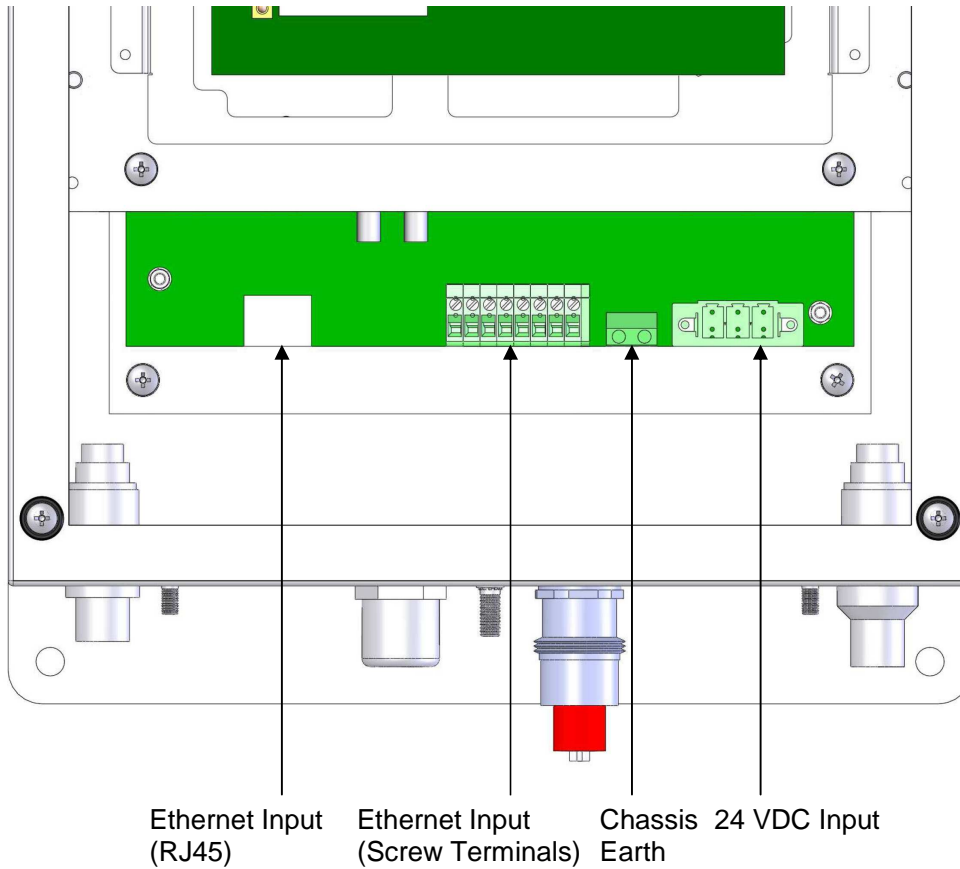 Ethernet Input
(RJ45)
Ethernet Input
(Screw Terminals)
Chassis
Earth
24 VDC Input